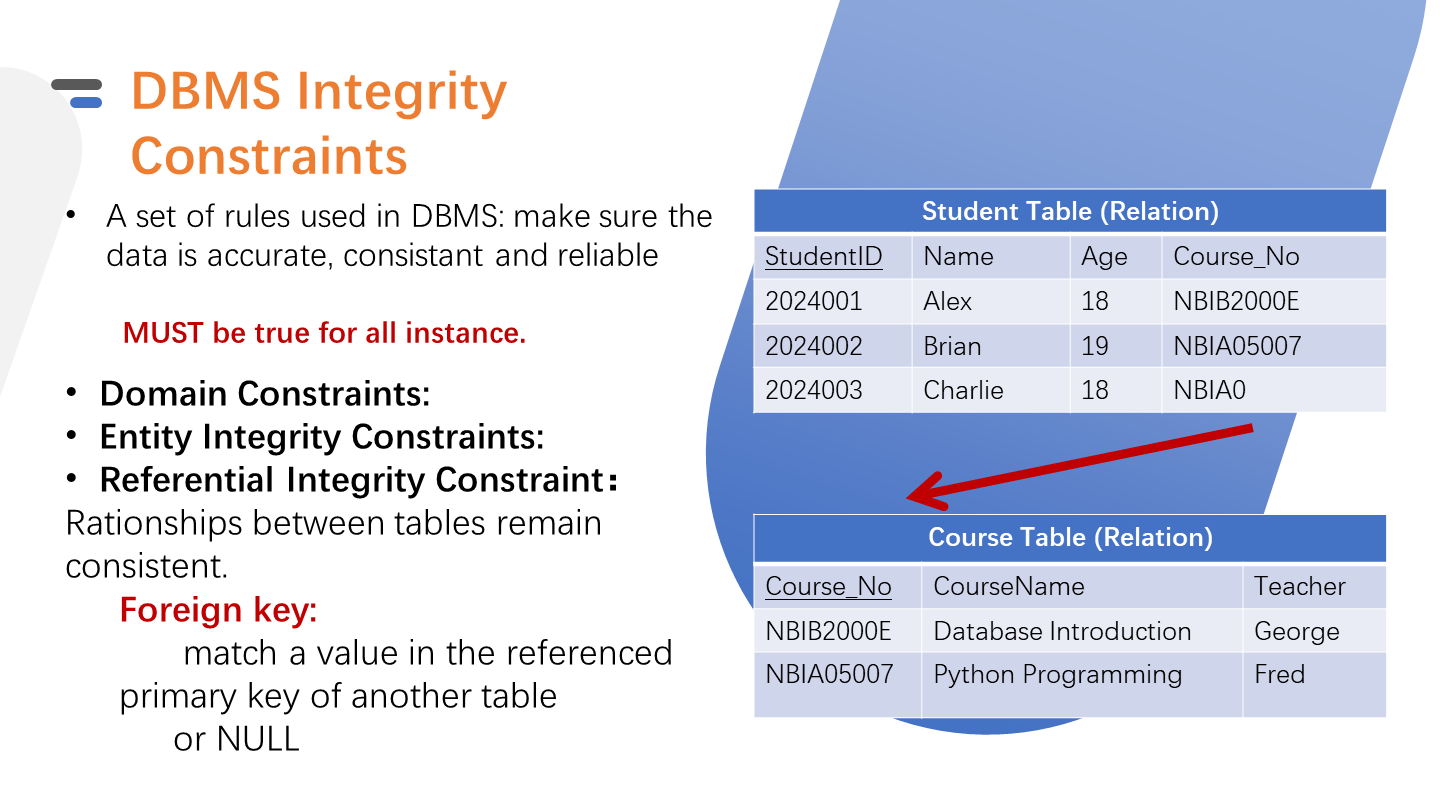 DBMS Integrity
Constraints
• A set of rules used in DBMS: make sure the
data is accurate, consistant and reliable
MUST be true for all instance.
• Domain Constraints:
• Entity Integrity Constraints:
• Referential Integrity Constraint：
Rationships between tables remain
consistent.
Foreign key:
match a value in the referenced
primary key of another table
or NULL
Student Table (Relation)
StudentID Name Age Course_No
2024001 Alex 18 NBIB2000E
2024002 Brian 19 NBIA05007
2024003 Charlie 18 NBIA0
Course Table (Relation)
Course_No CourseName Teacher
NBIB2000E Database Introduction George
NBIA05007 Python Programming Fred